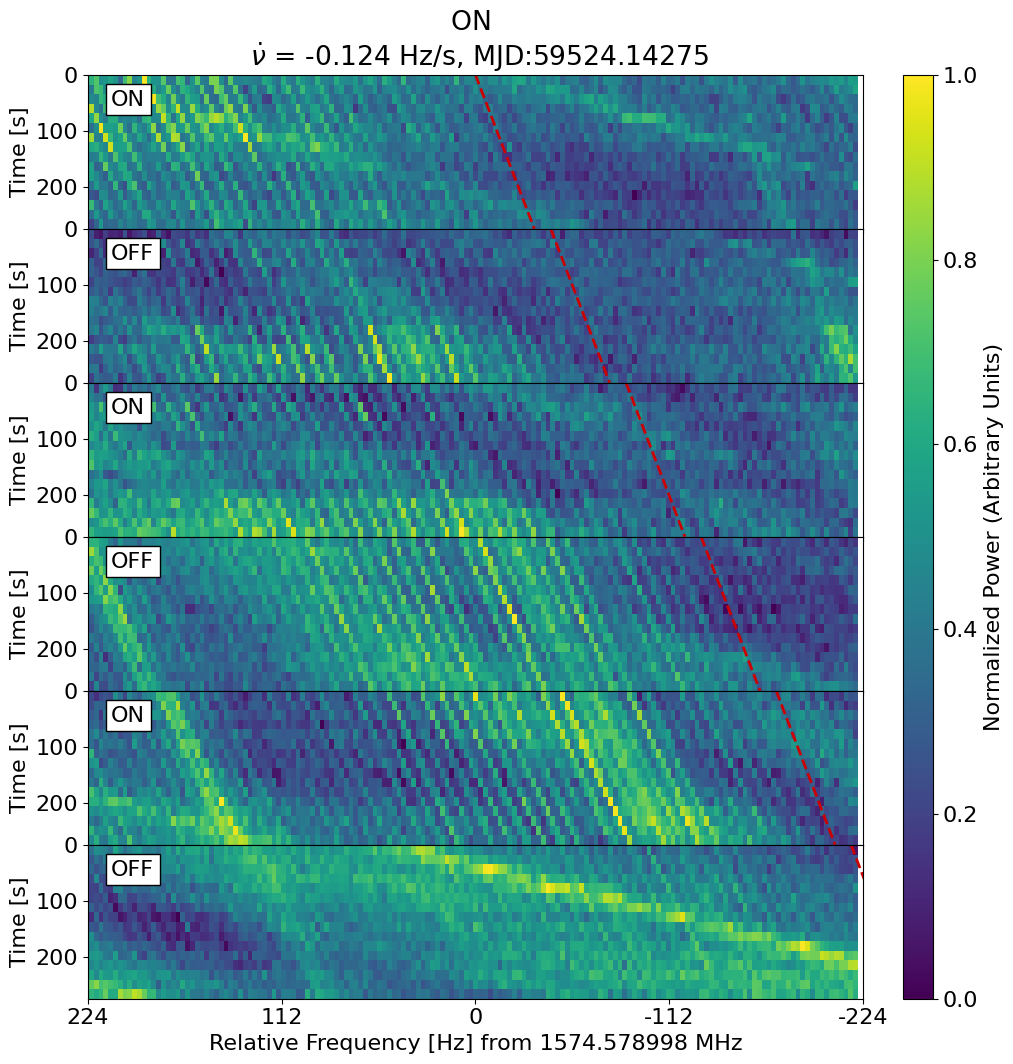 ON
ν̇ = -0.124 Hz/s, MJD:59524.14275
0
100
200
Time [s]
ON
0
100
200
Time [s]
OFF
0
100
200
Time [s]
ON
0
100
200
Time [s]
OFF
0
100
200
Time [s]
ON
0
100
200
Time [s]
OFF
224 112 0 -112 -224
Relative Frequency [Hz] from 1574.578998 MHz
1.0
0.8
0.6
0.4
0.2
0.0
Normalized Power (Arbitrary Units)